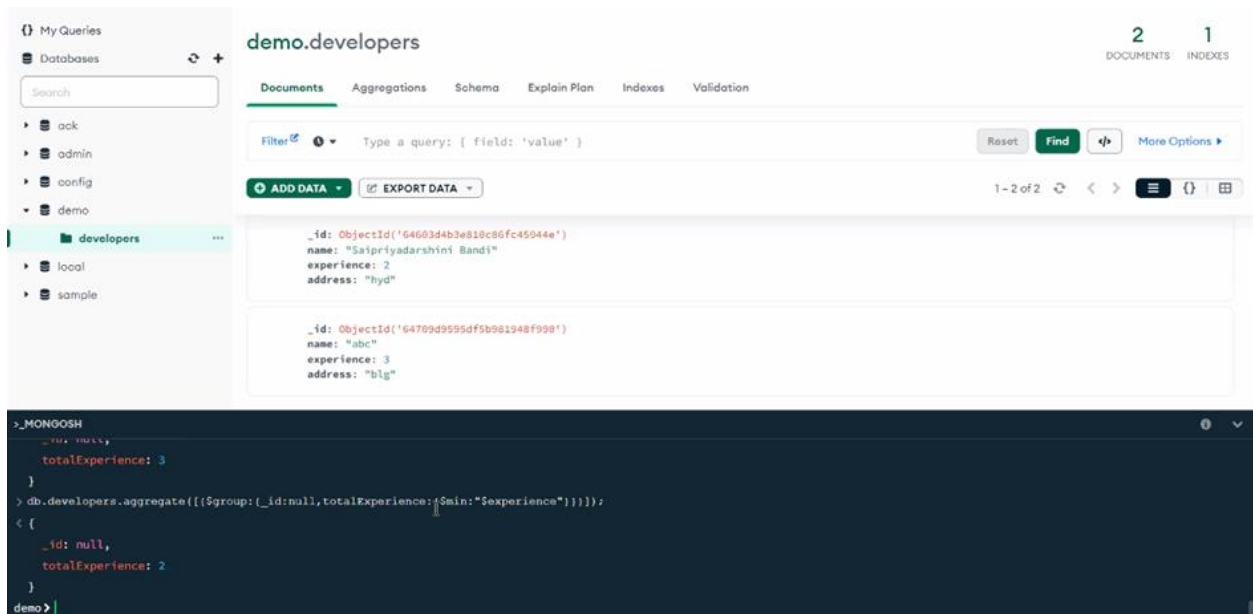 {} My Queries
Databases
Search
ack
admin
config
demo
developers
local
sample
demo.developers
2
DOCUMENTS
1
INDEXES
Documents Aggregations Schema Explain Plan Indexes Validation
Filter Type a query: { field: 'value' } Reset Find </> More Options
ADD DATA EXPORT DATA 1 – 2 of 2 {}
_id: ObjectId('64603d4b3e810c86fc45944e')
name: "Saipriyadarshini Bandi"
experience: 2
address: "hyd"
_id: ObjectId('64709d9595df5b981948f998')
name: "abc"
experience: 3
address: "blg"
>_MONGOSH
_id: null,
totalExperience: 3
}
> db.developers.aggregate([{$group:{_id:null,totalExperience:{$min:"$experience"}}}]);
< {
_id: null,
totalExperience: 2
}
demo>